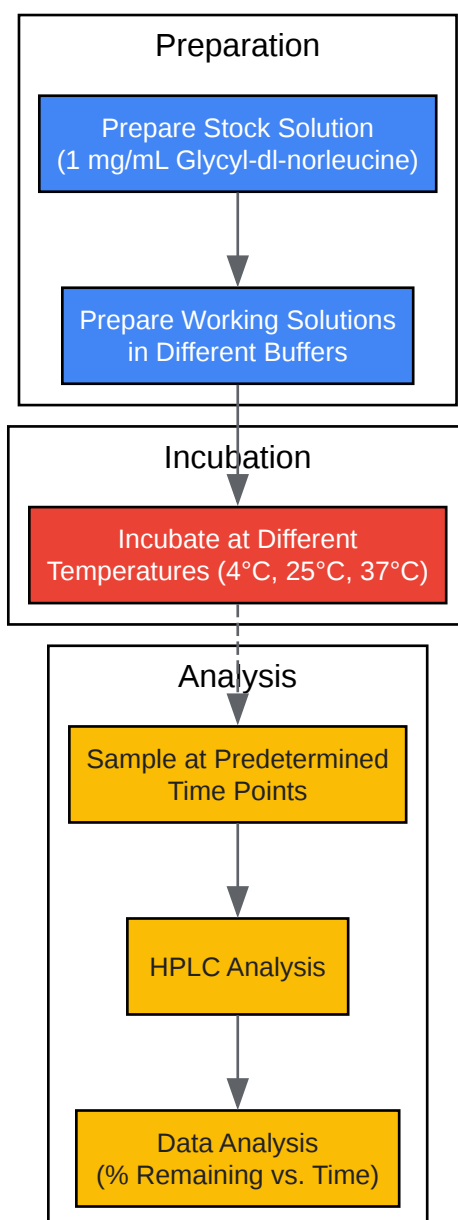 Preparation
Prepare Stock Solution
(1 mg/mL Glycyl-dl-norleucine)
Prepare Working Solutions
in Different Buffers
Incubation
Incubate at Different
Temperatures (4°C, 25°C, 37°C)
Analysis
Sample at Predetermined
Time Points
HPLC Analysis
Data Analysis
(% Remaining vs. Time)